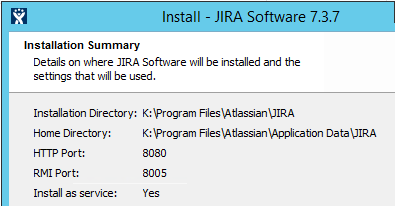 Install - JIRA Software 7.3.7
Installation Summary
Details on where JIRA Software will be installed and the
settings that will be used.
Installation Directory: K:\Program Files\Atlassian\JIRA
Home Directory: K:\Program Files\Atlassian\Application Data\JIRA
HTTP Port: 8080
RMI Port: 8005
Install as service: Yes